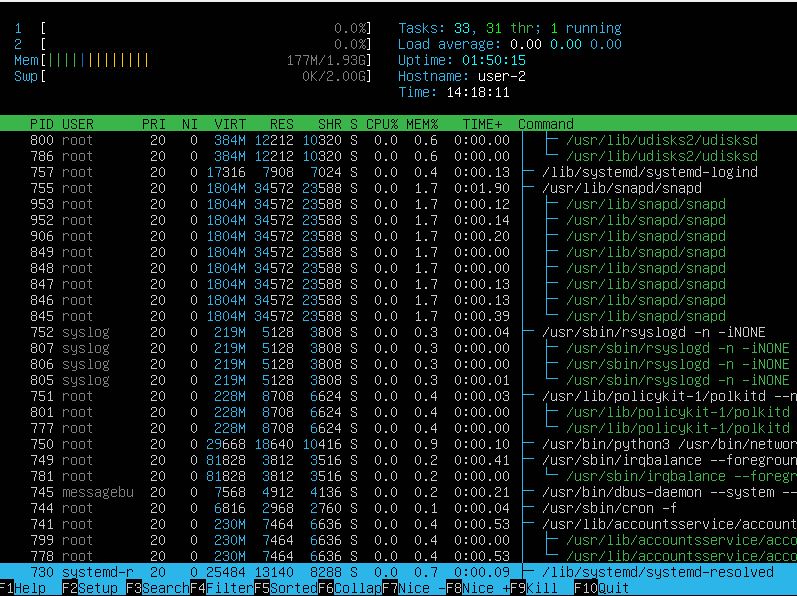 1 [ 0.0%] Tasks: 33, 31 thr; 1 running
2 [ 0.0%] Load average: 0.00 0.00 0.00
Mem[||||||||||||| 177M/1.93G] Uptime: 01:50:15
Swp[ 0K/2.00G] Hostname: user-2
Time: 14:18:11
PID USER PRI NI VIRT RES SHR S CPU% MEM% TIME+ Command
800 root 20 0 384M 12212 10320 S 0.0 0.6 0:00.00 /usr/lib/udisks2/udisksd
786 root 20 0 384M 12212 10320 S 0.0 0.6 0:00.00 /usr/lib/udisks2/udisksd
757 root 20 0 17316 7908 7024 S 0.0 0.4 0:00.13 /lib/systemd/systemd-logind
755 root 20 0 1804M 34572 23588 S 0.0 1.7 0:01.90 /usr/lib/snapd/snapd
953 root 20 0 1804M 34572 23588 S 0.0 1.7 0:00.12 /usr/lib/snapd/snapd
952 root 20 0 1804M 34572 23588 S 0.0 1.7 0:00.14 /usr/lib/snapd/snapd
906 root 20 0 1804M 34572 23588 S 0.0 1.7 0:00.20 /usr/lib/snapd/snapd
849 root 20 0 1804M 34572 23588 S 0.0 1.7 0:00.00 /usr/lib/snapd/snapd
848 root 20 0 1804M 34572 23588 S 0.0 1.7 0:00.00 /usr/lib/snapd/snapd
847 root 20 0 1804M 34572 23588 S 0.0 1.7 0:00.13 /usr/lib/snapd/snapd
846 root 20 0 1804M 34572 23588 S 0.0 1.7 0:00.13 /usr/lib/snapd/snapd
845 root 20 0 1804M 34572 23588 S 0.0 1.7 0:00.39 /usr/lib/snapd/snapd
752 syslog 20 0 219M 5128 3808 S 0.0 0.3 0:00.04 /usr/sbin/rsyslogd -n -iNONE
807 syslog 20 0 219M 5128 3808 S 0.0 0.3 0:00.00 /usr/sbin/rsyslogd -n -iNONE
806 syslog 20 0 219M 5128 3808 S 0.0 0.3 0:00.00 /usr/sbin/rsyslogd -n -iNONE
805 syslog 20 0 219M 5128 3808 S 0.0 0.3 0:00.01 /usr/sbin/rsyslogd -n -iNONE
751 root 20 0 228M 8708 6624 S 0.0 0.4 0:00.03 /usr/lib/policykit-1/polkitd --n
801 root 20 0 228M 8708 6624 S 0.0 0.4 0:00.00 /usr/lib/policykit-1/polkitd
777 root 20 0 228M 8708 6624 S 0.0 0.4 0:00.00 /usr/lib/policykit-1/polkitd
750 root 20 0 29668 18640 10416 S 0.0 0.9 0:00.10 /usr/bin/python3 /usr/bin/networ
749 root 20 0 81828 3812 3516 S 0.0 0.2 0:00.41 /usr/sbin/irqbalance --foregroun
781 root 20 0 81828 3812 3516 S 0.0 0.2 0:00.00 /usr/sbin/irqbalance --foregr
745 messagebu 20 0 7568 4912 4136 S 0.0 0.2 0:00.21 /usr/bin/dbus-daemon --system --
744 root 20 0 6816 2968 2760 S 0.0 0.1 0:00.04 /usr/sbin/cron -f
741 root 20 0 230M 7464 6636 S 0.0 0.4 0:00.53 /usr/lib/accountsservice/account
799 root 20 0 230M 7464 6636 S 0.0 0.4 0:00.00 /usr/lib/accountsservice/acco
778 root 20 0 230M 7464 6636 S 0.0 0.4 0:00.53 /usr/lib/accountsservice/acco
730 systemd-r 20 0 25484 13140 8288 S 0.0 0.7 0:00.09 /lib/systemd/systemd-resolved
F1Help F2Setup F3SearchF4FilterF5SortedF6CollapF7Nice -F8Nice +F9Kill F10Quit